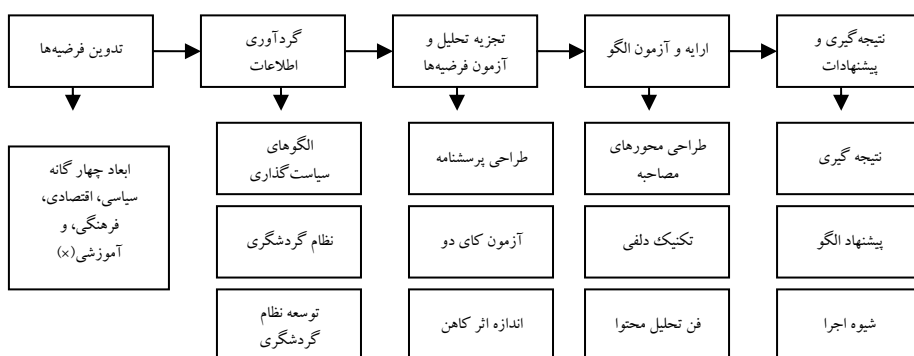 تدوین فرضیه‌ها
گردآوری
اطلاعات
تجزیه تحلیل و
آزمون فرضیه‌ها
ارایه و آزمون الگو
نتیجه‌گیری و
پیشنهادات
ابعاد چهار گانه
سیاسی، اقتصادی،
فرهنگی، و
آموزشی(×)
الگوهای
سیاست‌گذاری
نظام گردشگری
توسعه نظام
گردشگری
طراحی پرسشنامه
آزمون کای دو
اندازه اثر کاهن
طراحی محورهای
مصاحبه
تکنیک دلفی
فن تحلیل محتوا
نتیجه گیری
پیشنهاد الگو
شیوه اجرا